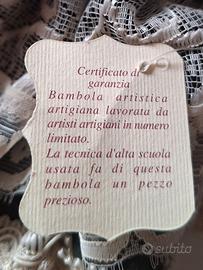 Certificato di
garanzia
Bambola artistica
artigiana lavorata da
artisti artigiani in numero
limitato.
La tecnica d'alta scuola
usata fa di questa
bambola un pezzo
prezioso.
subito